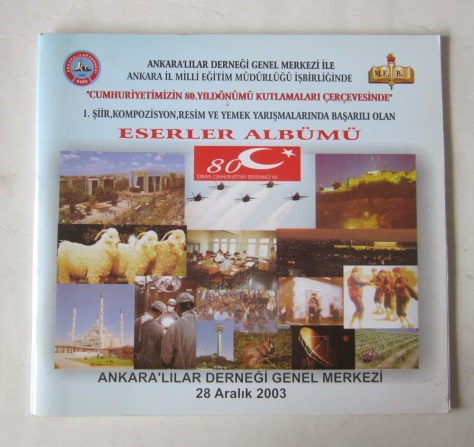 ANKARA'LILAR DERNEĞİ GENEL MERKEZİ İLE
ANKARA İL MİLLİ EĞİTİM MÜDÜRLÜĞÜ İŞBİRLİĞİNDE
"CUMHURİYETİMİZİN 80.YILDÖNÜMÜ KUTLAMALARI ÇERÇEVESİNDE"
1. ŞİİR,KOMPOZİSYON,RESİM VE YEMEK YARIŞMALARINDA BAŞARILI OLAN
ESERLER ALBÜMÜ
M.E.B.
80
ANKARA'LILAR DERNEĞİ GENEL MERKEZİ
28 Aralık 2003